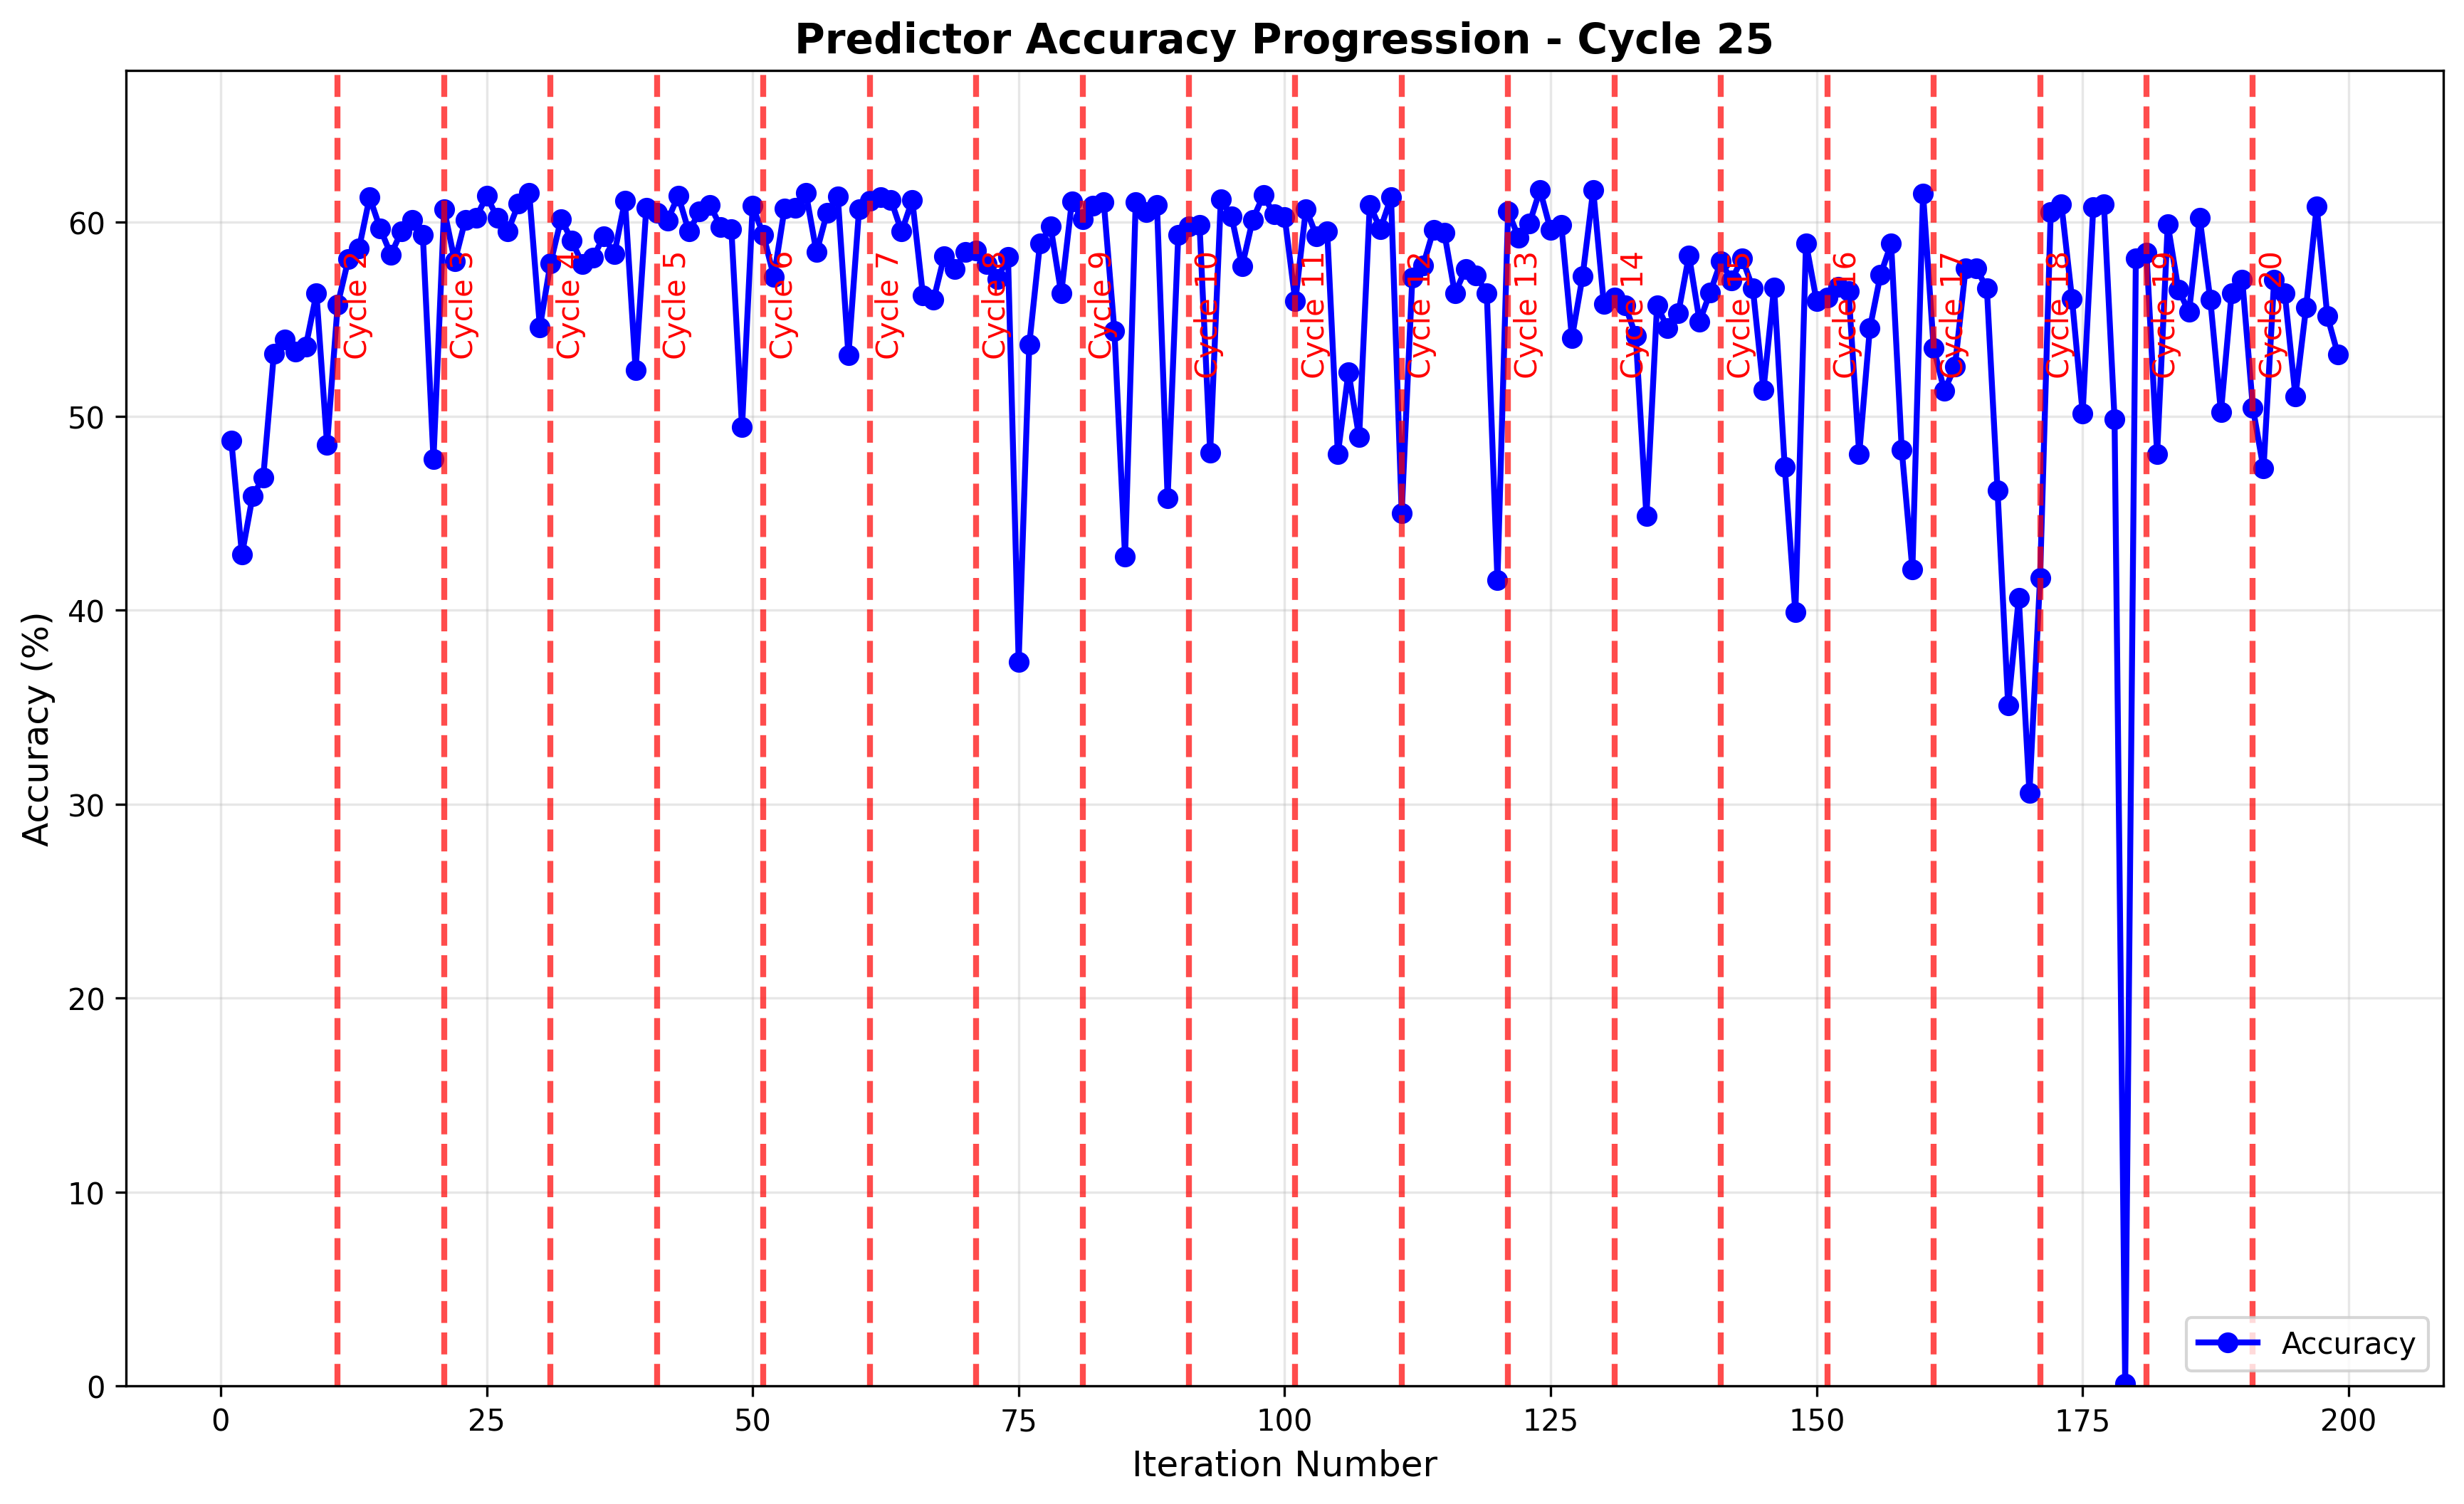 Predictor Accuracy Progression - Cycle 25
Accuracy (%)
60
50
40
30
20
10
0
Cycle 2
Cycle 3
Cycle 4
Cycle 5
Cycle 6
Cycle 7
Cycle 8
Cycle 9
Cycle 10
Cycle 11
Cycle 12
Cycle 13
Cycle 14
Cycle 15
Cycle 16
Cycle 17
Cycle 18
Cycle 19
Cycle 20
Accuracy
0
25
50
75
100
125
150
175
200
Iteration Number